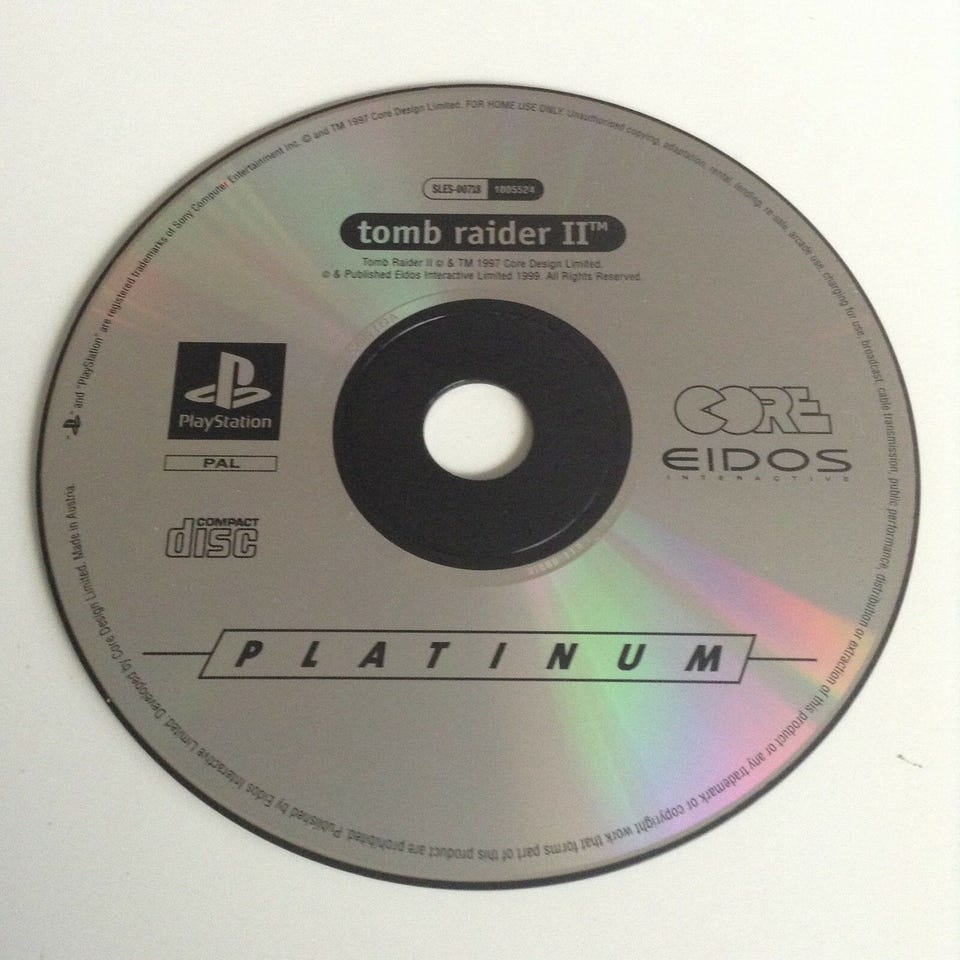 SLES-00718 1005524
tomb raider II™
Tomb Raider II © & TM 1997 Core Design Limited.
© & Published Eidos Interactive Limited 1999. All Rights Reserved.
PlayStation
PAL
COMPACT
disc
CORE
EIDOS
INTERACTIVE
PLATINUM
and "PlayStation" are registered trademarks of Sony Computer Entertainment Inc. © and TM 1997 Core Design Limited. FOR HOME USE ONLY. Unauthorised copying, adaptation, rental, lending, re-sale, arcade use, charging for use, broadcast, cable transmission, public performance, distribution or extraction of this product or any trademark or copyright work that forms part of this product are prohibited. Published by Eidos Interactive Limited. Developed by Core Design Limited. Made in Austria.